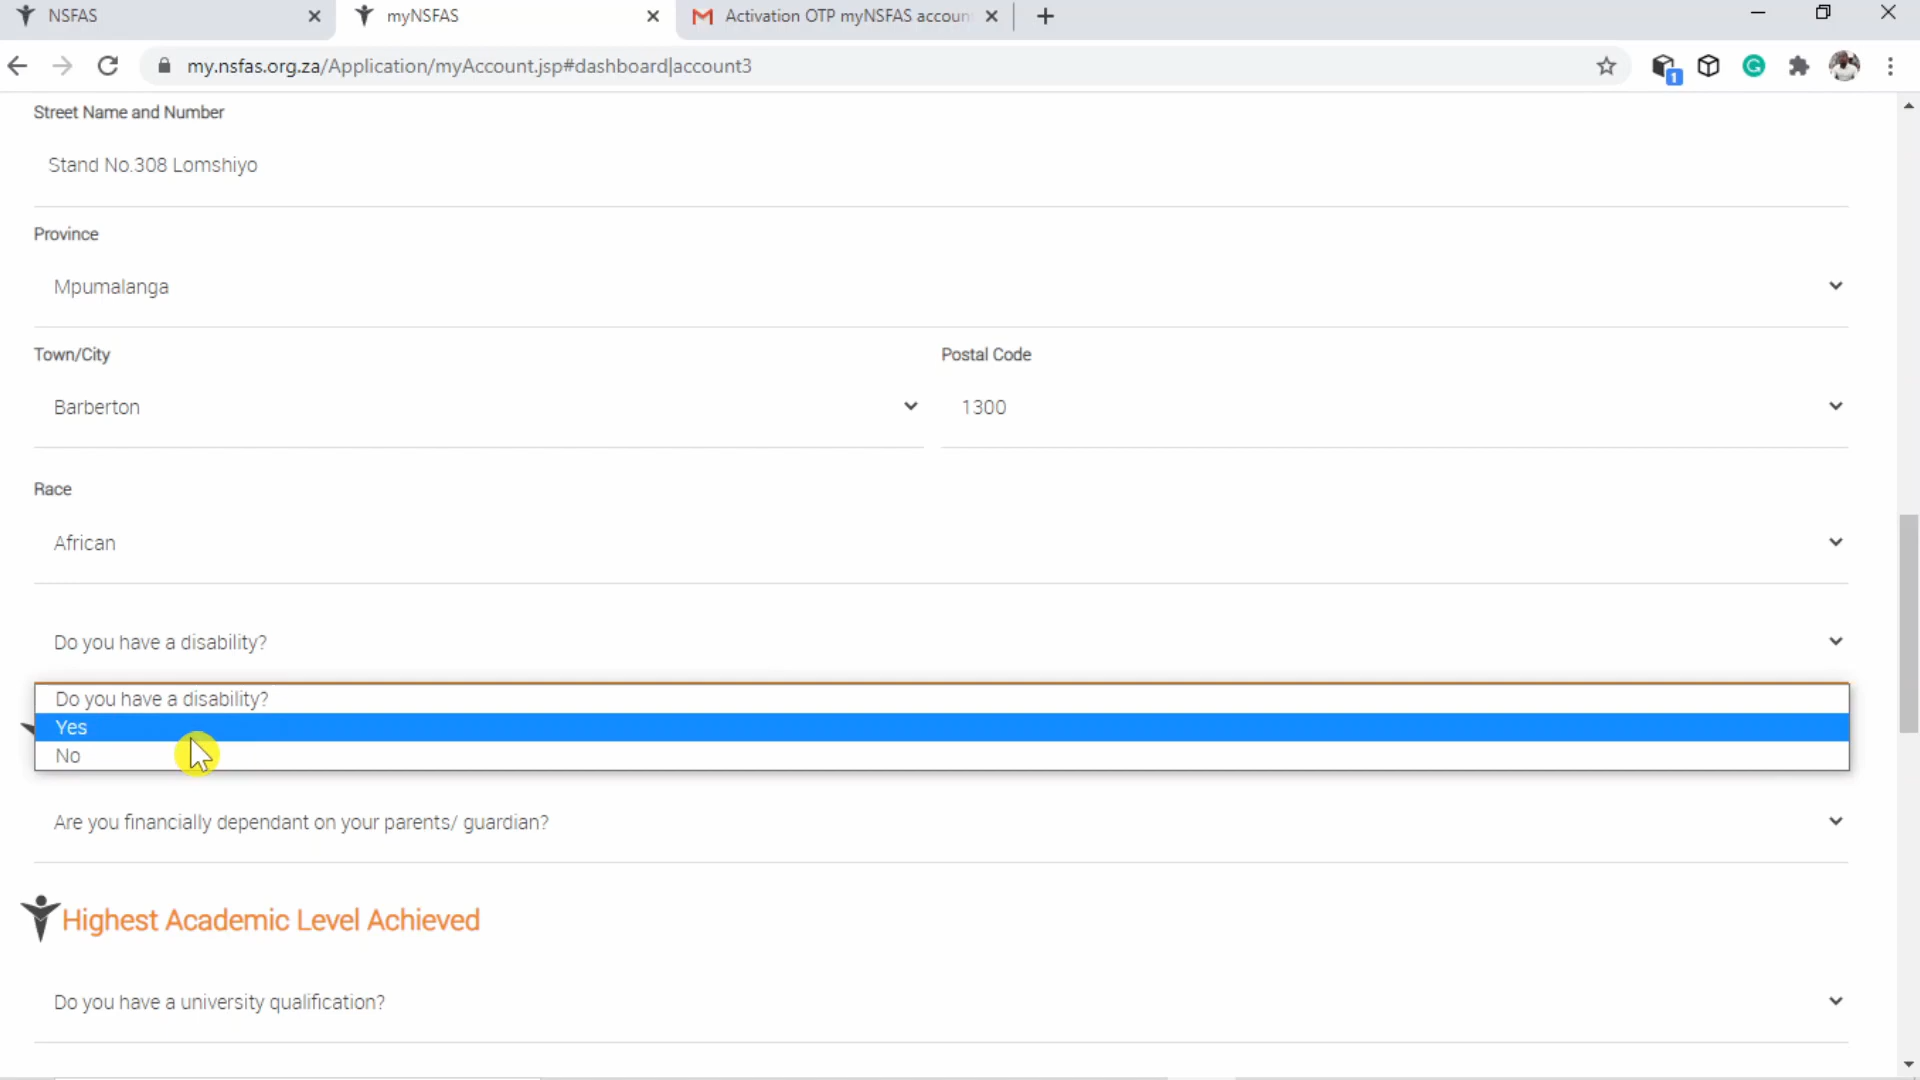 NSFAS
myNSFAS
Activation OTP myNSFAS accoun
my.nsfas.org.za/Application/myAccount.jsp#dashboard|account3
1
Street Name and Number
Stand No.308 Lomshiyo
Province
Mpumalanga
Town/City
Postal Code
Barberton
1300
Race
African
Do you have a disability?
Do you have a disability?
Yes
No
Are you financially dependant on your parents/ guardian?
Highest Academic Level Achieved
Do you have a university qualification?